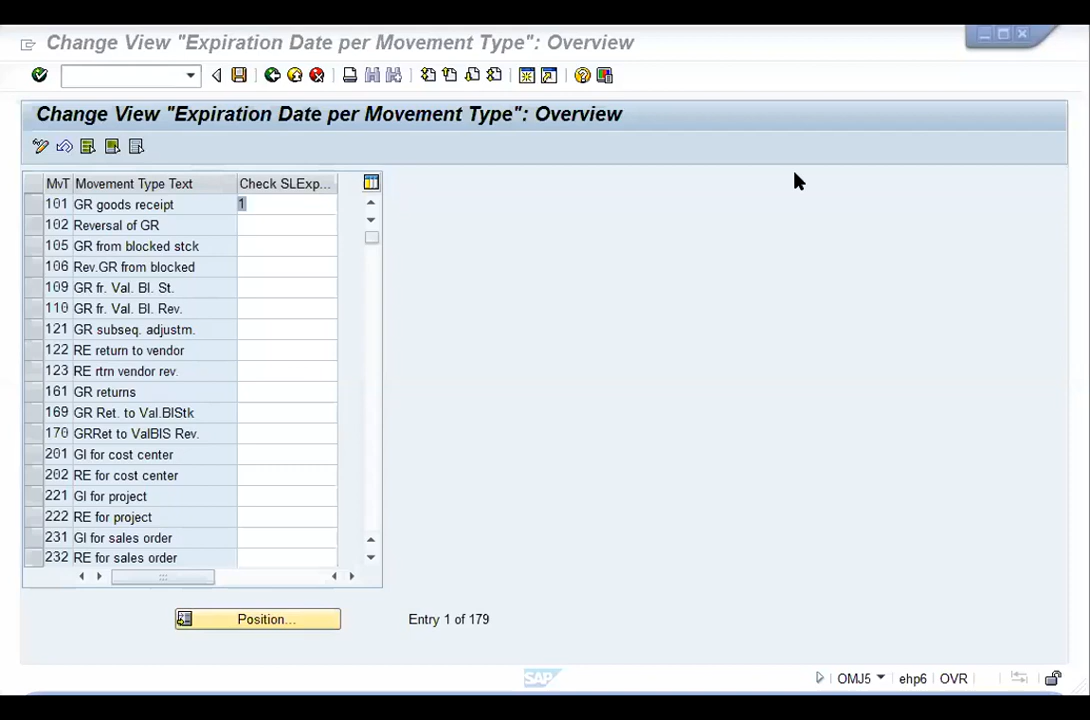 Change View "Expiration Date per Movement Type": Overview
Change View "Expiration Date per Movement Type": Overview
MvT Movement Type Text Check SLExp...
101 GR goods receipt 1
102 Reversal of GR
105 GR from blocked stck
106 Rev.GR from blocked
109 GR fr. Val. Bl. St.
110 GR fr. Val. Bl. Rev.
121 GR subseq. adjustm.
122 RE return to vendor
123 RE rtrn vendor rev.
161 GR returns
169 GR Ret. to Val.BlStk
170 GRRet to ValBlS Rev.
201 GI for cost center
202 RE for cost center
221 GI for project
222 RE for project
231 GI for sales order
232 RE for sales order
Position... Entry 1 of 179
SAP OMJ5 ehp6 OVR